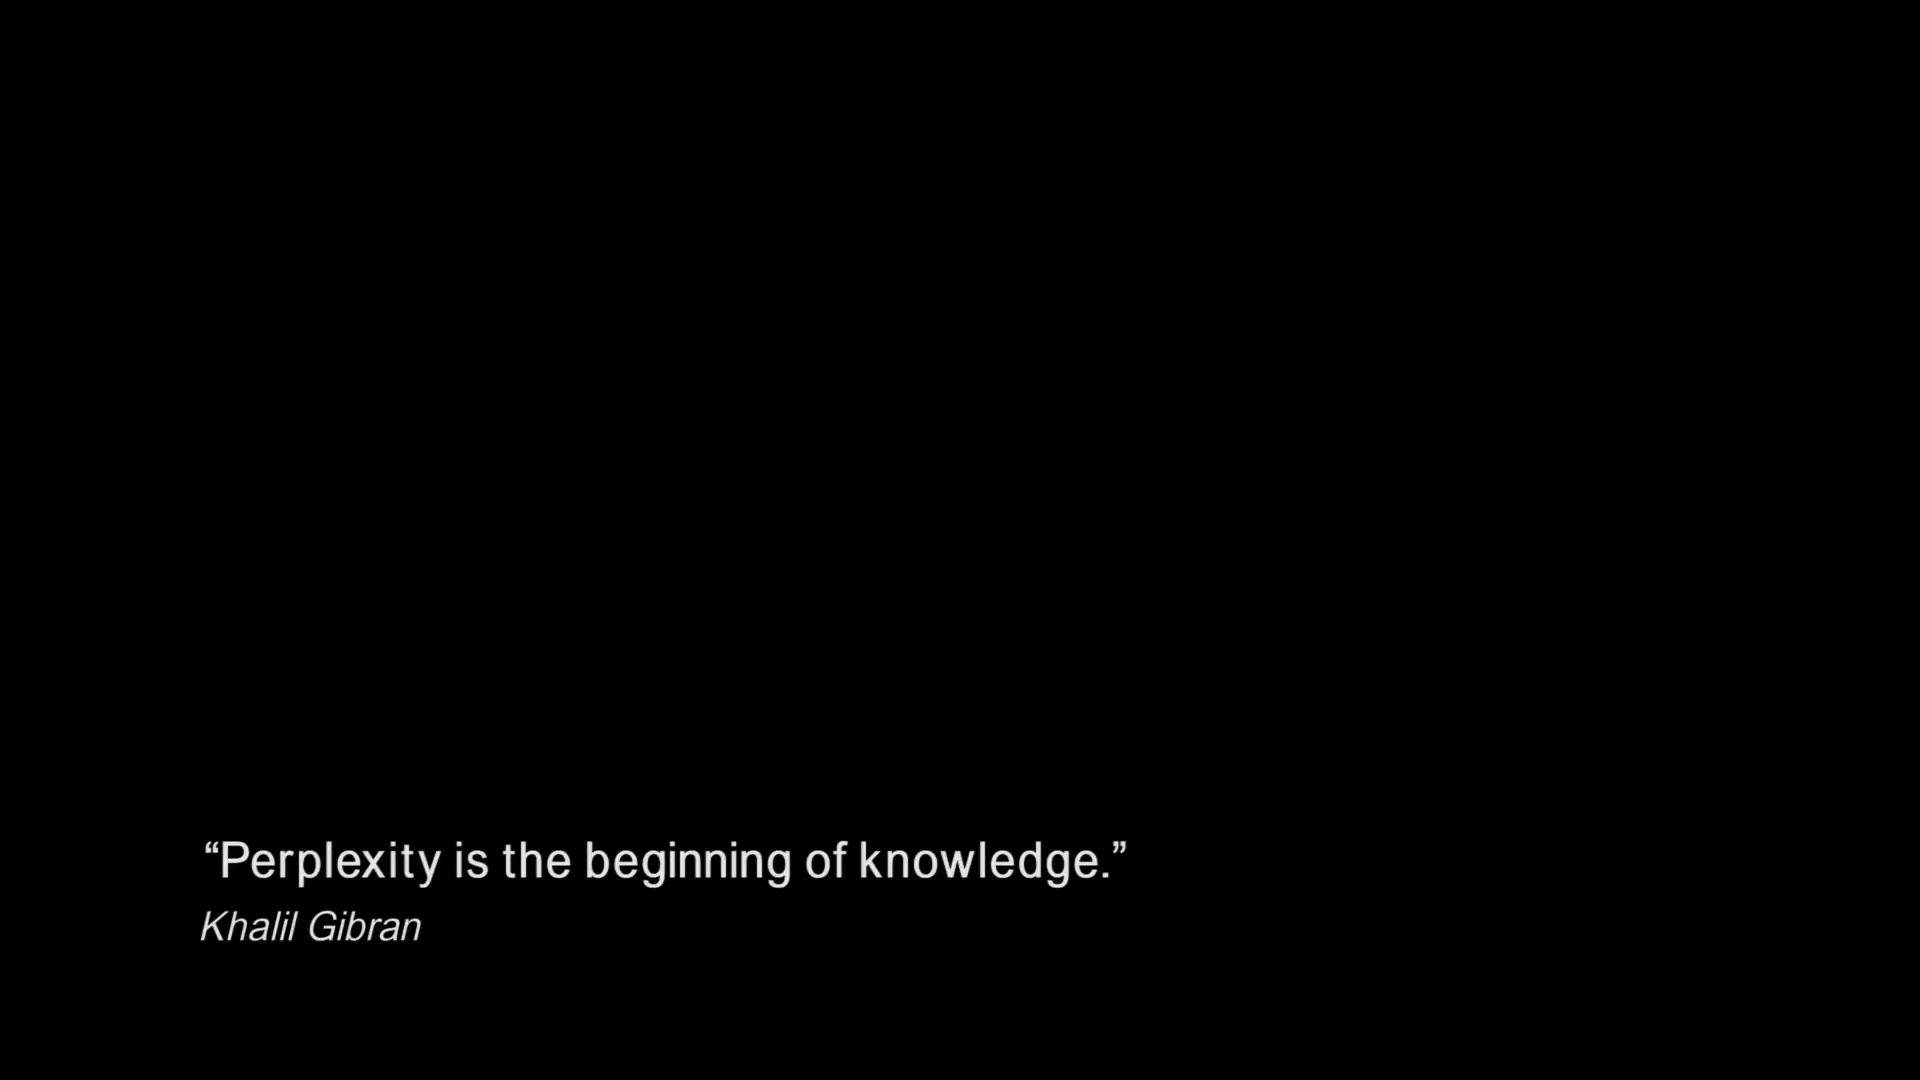 “Perplexity is the beginning of knowledge.”
Khalil Gibran